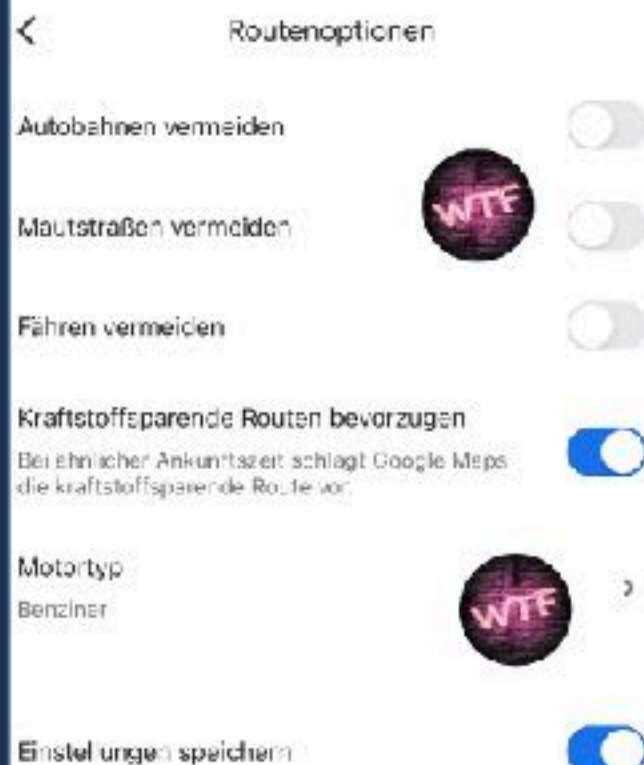 Routenoptionen
Autobahnen vermeiden
WTF
Mautstraßen vermeiden
Fähren vermeiden
Kraftstoffsparende Routen bevorzugen
Bei ähnlicher Ankunftszeit schlägt Google Maps
die kraftstoffsparende Route vor.
Motortyp
WTF
Benziner
Einstellungen speichern